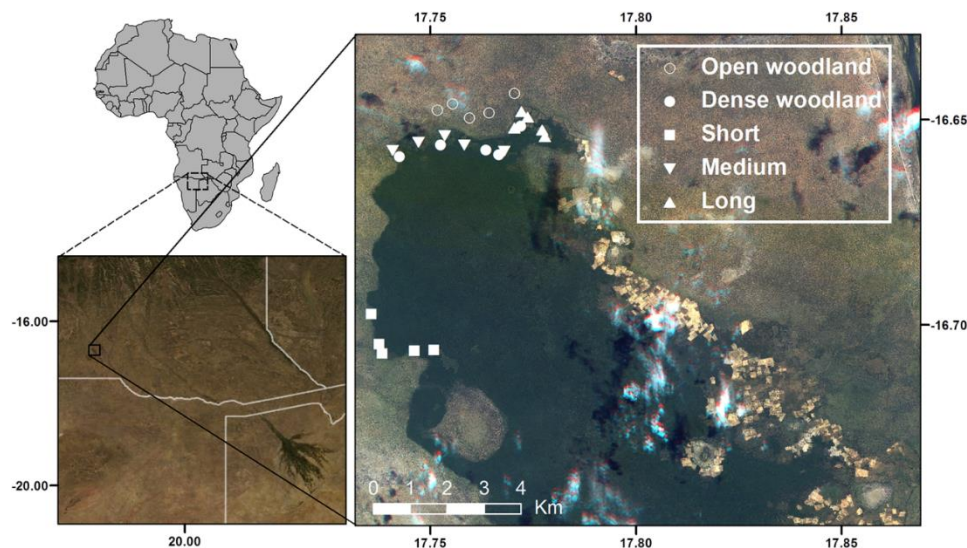 17.75 17.80 17.85
Open woodland
Dense woodland
Short
Medium
Long
-16.65
-16.70
-16.00
-20.00
20.00
0 1 2 3 4
Km
17.75 17.80 17.85